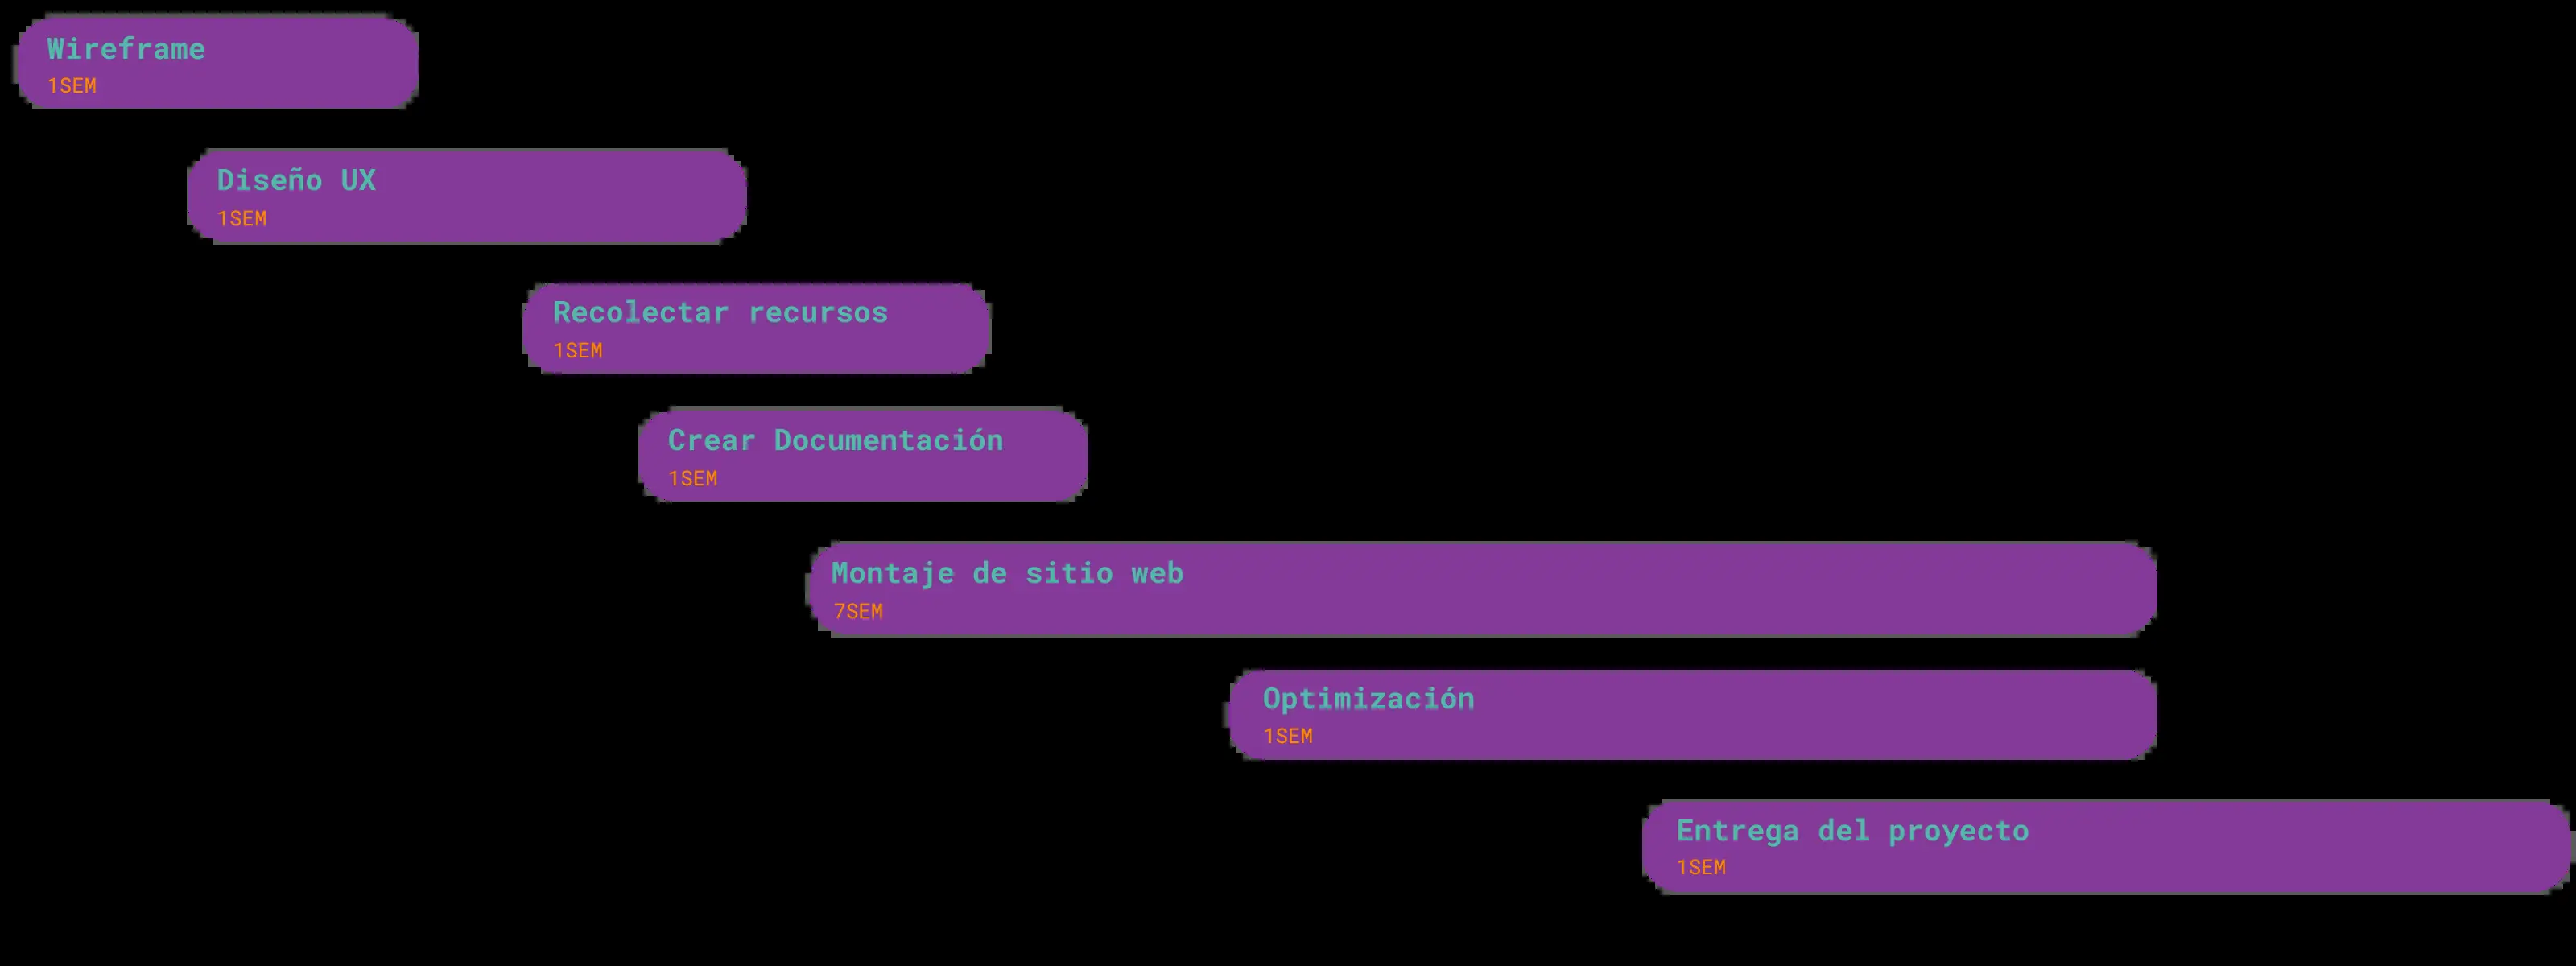 Wireframe
1SEM
Diseño UX
1SEM
Recolectar recursos
1SEM
Crear Documentación
1SEM
Montaje de sitio web
7SEM
Optimización
1SEM
Entrega del proyecto
1SEM